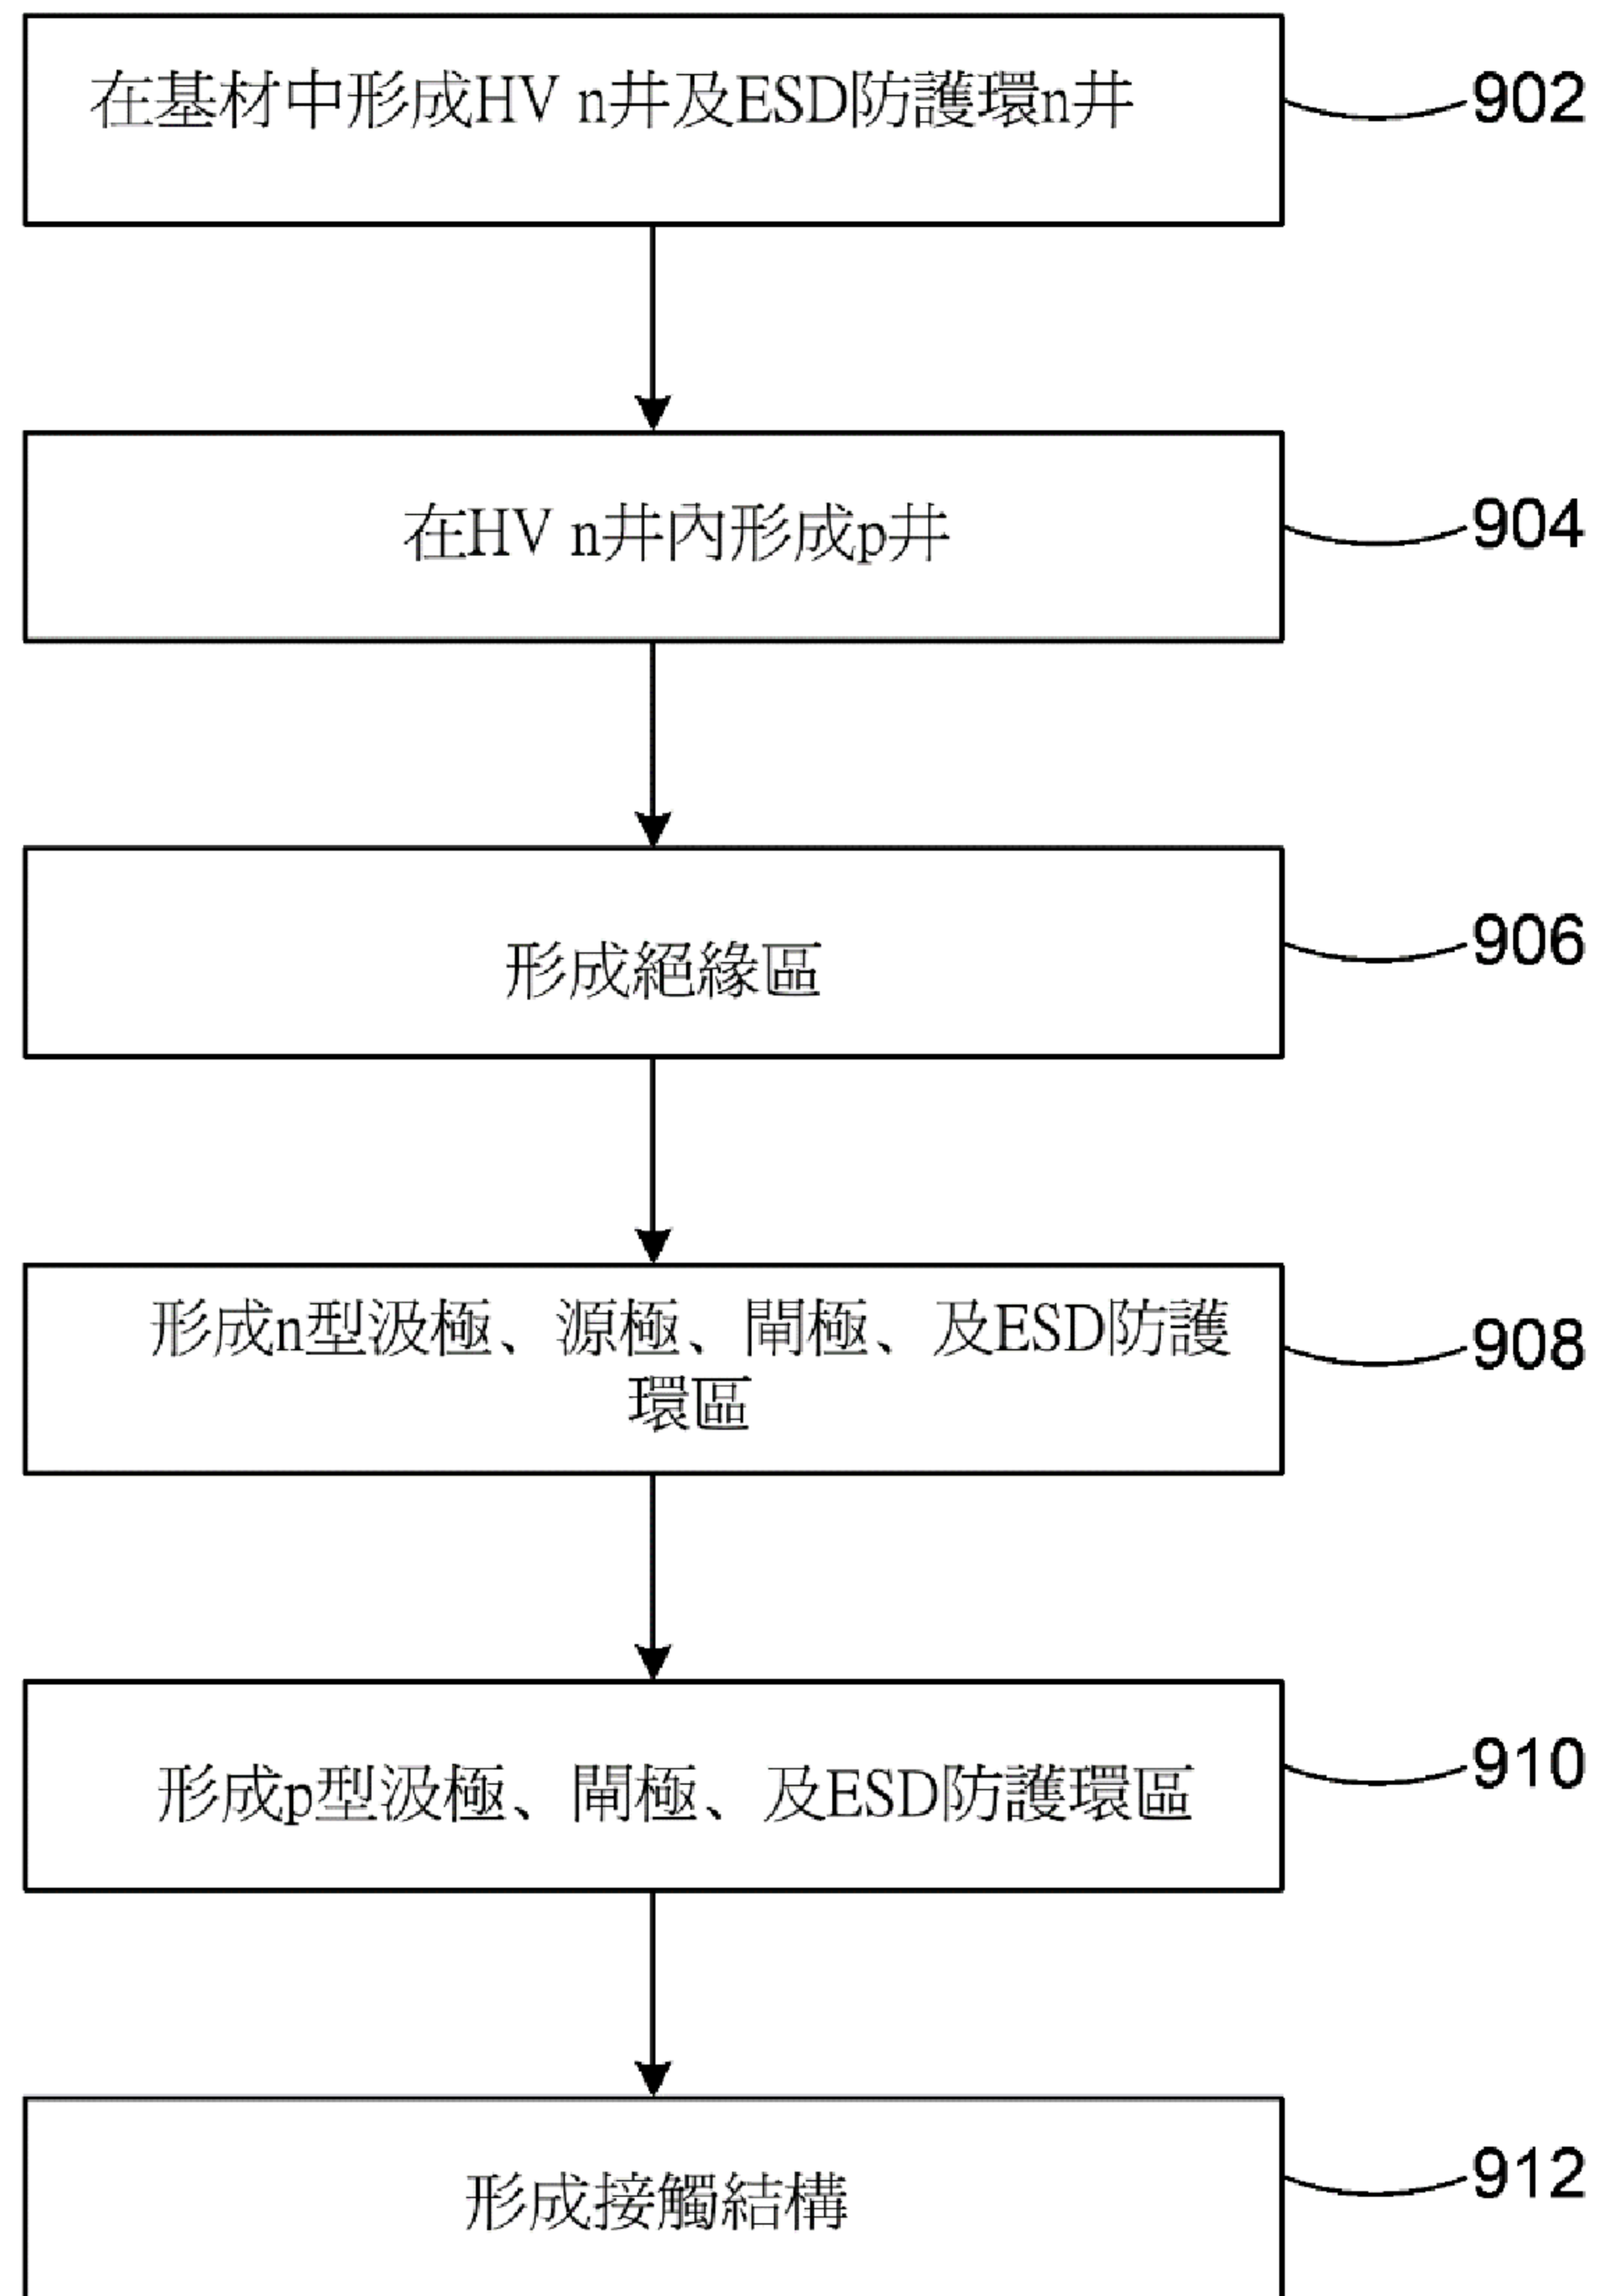 在基材中形成HV n井及ESD防護環n井
902
在HV n井內形成p井
904
形成絕緣區
906
形成n型汲極、源極、閘極、及ESD防護
環區
908
形成p型汲極、閘極、及ESD防護環區
910
形成接觸結構
912